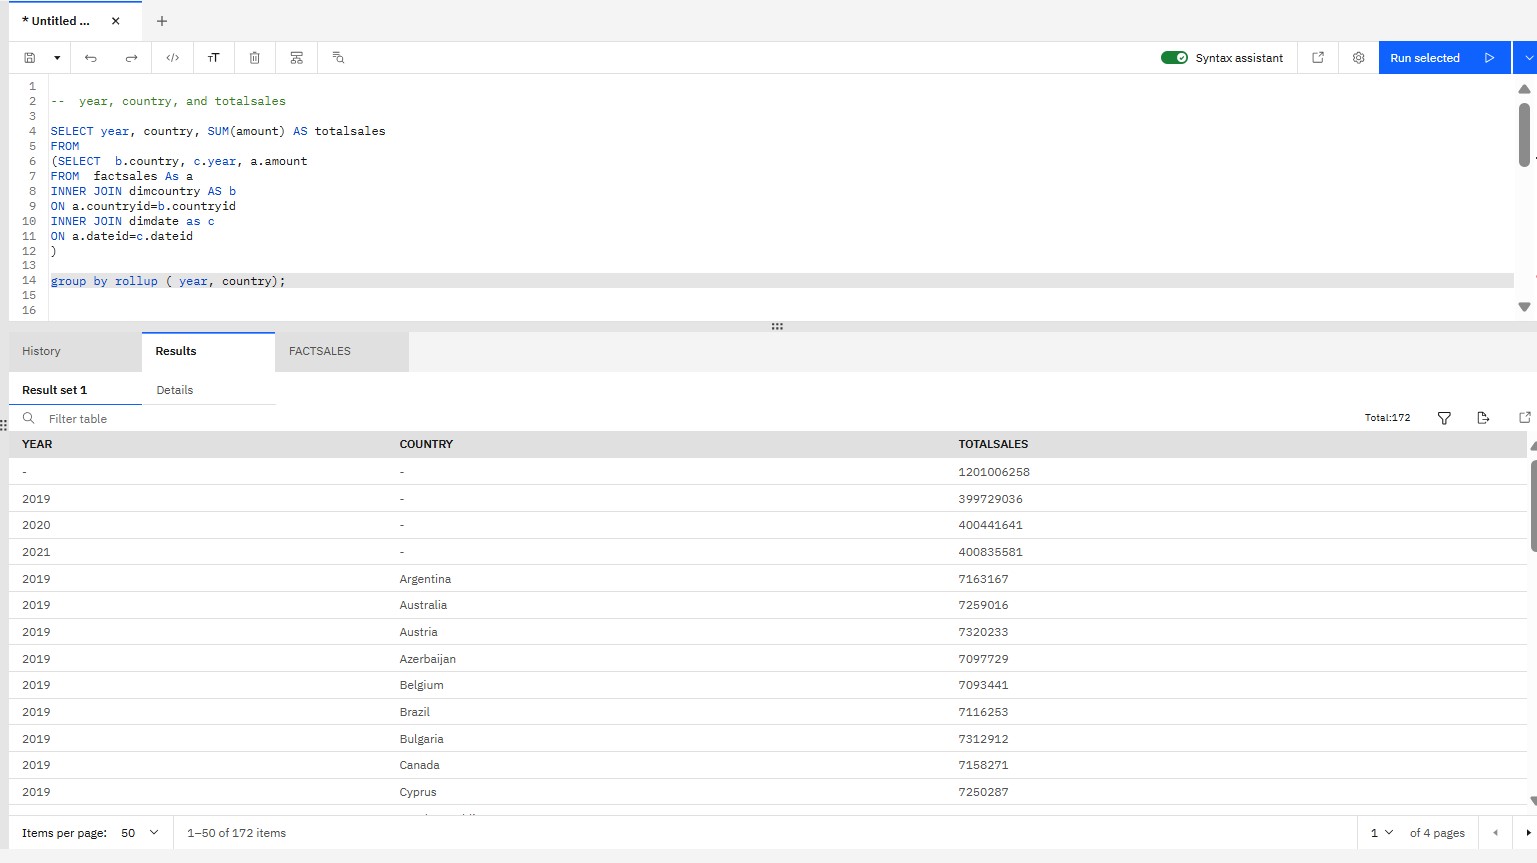 * Untitled ...
Syntax assistant
Run selected
1
2 -- year, country, and totalsales
3
4 SELECT year, country, SUM(amount) AS totalsales
5 FROM
6 (SELECT  b.country, c.year, a.amount
7 FROM  factsales As a
8 INNER JOIN dimcountry AS b
9 ON a.countryid=b.countryid
10 INNER JOIN dimdate as c
11 ON a.dateid=c.dateid
12 )
13
14 group by rollup ( year, country);
15
16
History Results FACTSALES
Result set 1 Details
Filter table Total:172
YEAR COUNTRY TOTALSALES
- - 1201006258
2019 - 399729036
2020 - 400441641
2021 - 400835581
2019 Argentina 7163167
2019 Australia 7259016
2019 Austria 7320233
2019 Azerbaijan 7097729
2019 Belgium 7093441
2019 Brazil 7116253
2019 Bulgaria 7312912
2019 Canada 7158271
2019 Cyprus 7250287
Items per page: 50 1–50 of 172 items 1 of 4 pages